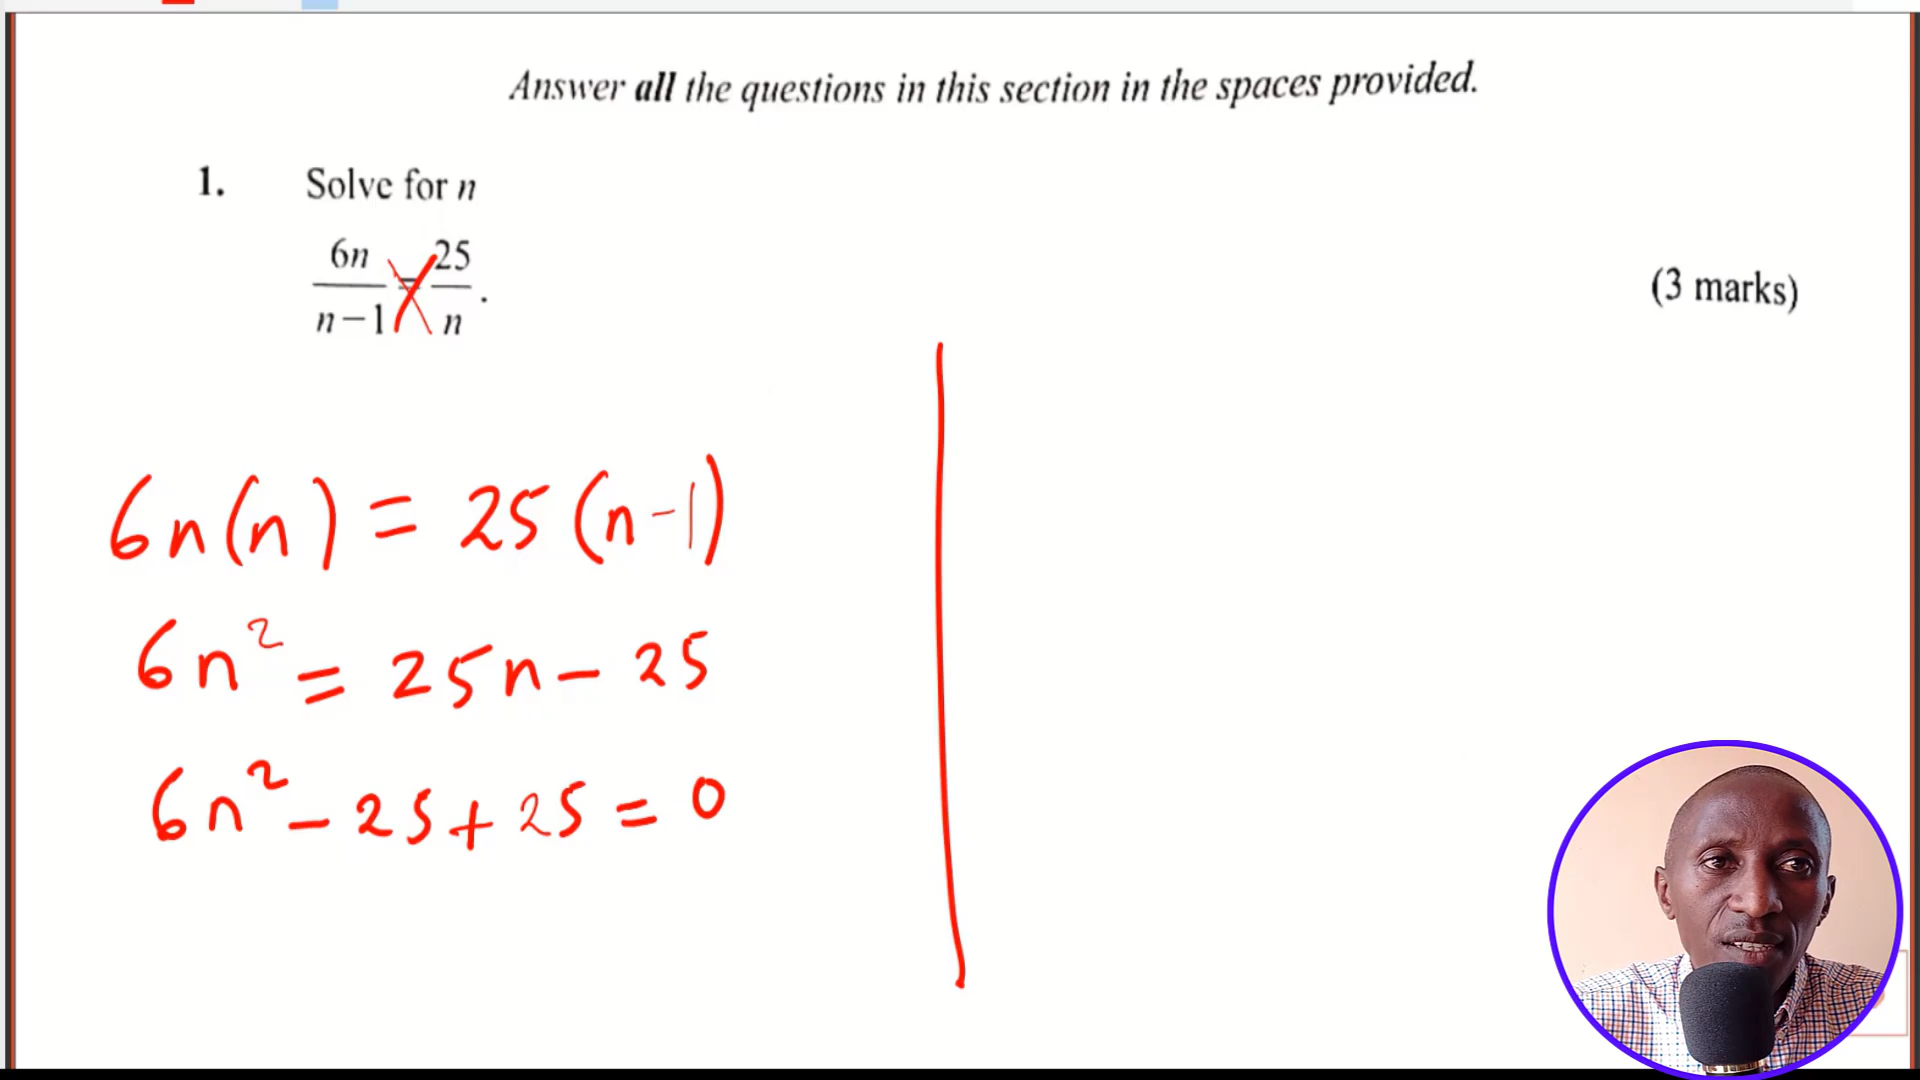 Answer all the questions in this section in the spaces provided.
1. Solve for n
6n/(n−1) = 25/n.
(3 marks)
6n(n) = 25(n-1)
6n² = 25n - 25
6n² - 25 + 25 = 0